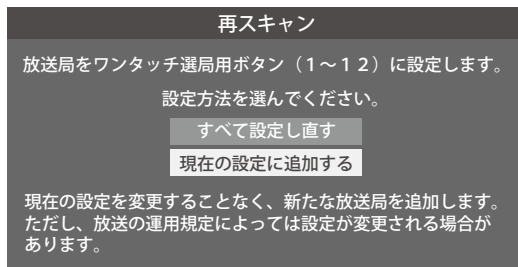 再スキャン
放送局をワンタッチ選局用ボタン（１～１２）に設定します。
設定方法を選んでください。
すべて設定し直す
現在の設定に追加する
現在の設定を変更することなく、新たな放送局を追加します。
ただし、放送の運用規定によっては設定が変更される場合が
あります。